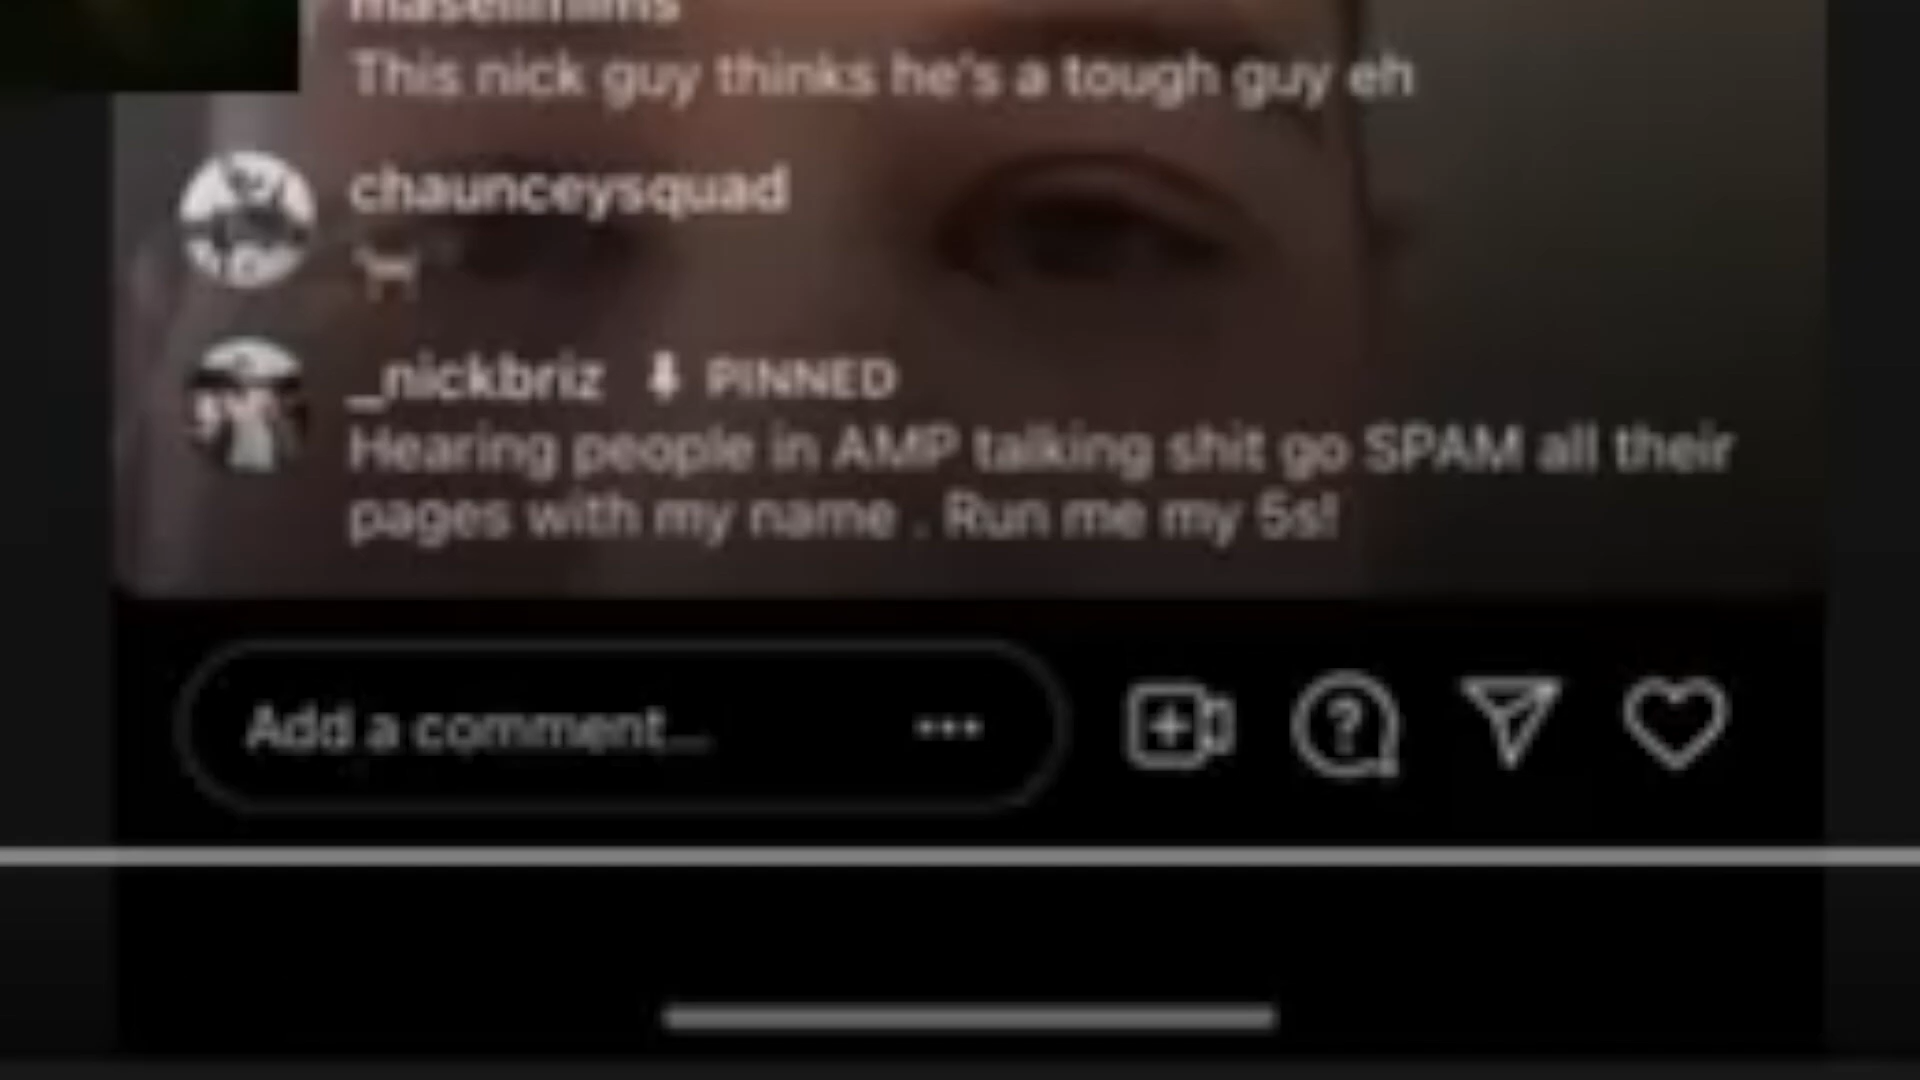 This nick guy thinks he's a tough guy eh
chaunceysquad
_nickbriz PINNED
Hearing people in AMP talking shit go SPAM all their
pages with my name . Run me my 5s!
Add a comment...